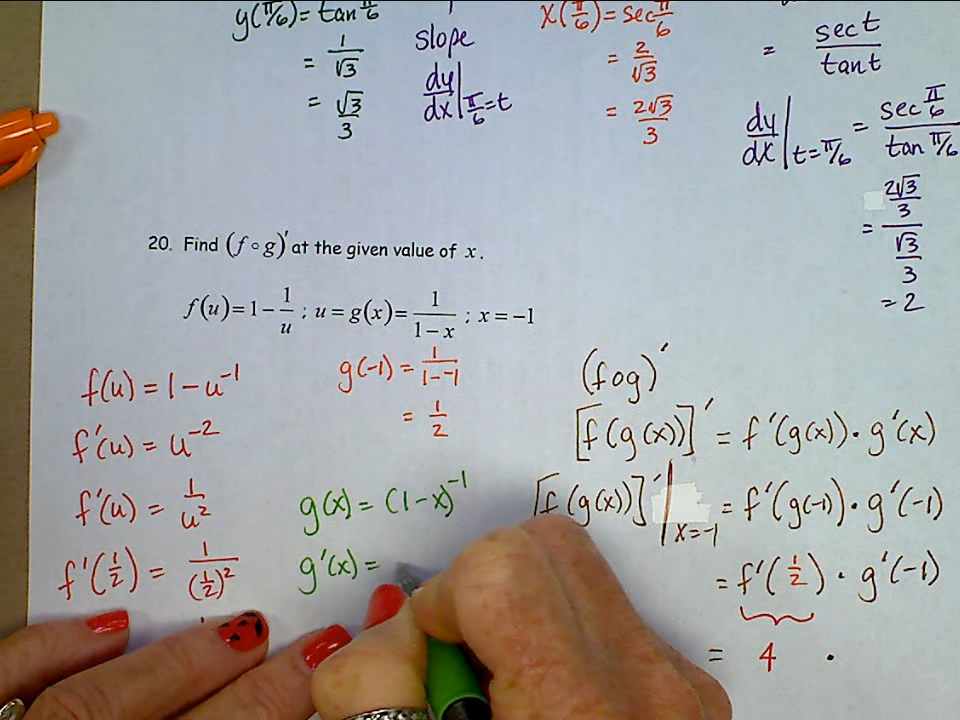 y(π/6) = tan π/6
= 1/√3
= √3/3
slope
dy/dx | π/6 = t
x(π/6) = sec π/6
= 2/√3
= 2√3/3
= sec t / tan t
dy/dx | t = π/6 = sec π/6 / tan π/6
= (2√3/3) / (√3/3)
= 2
20. Find (f ∘ g)′ at the given value of x.
f(u) = 1 − 1/u ; u = g(x) = 1/(1 − x) ; x = −1
f(u) = 1 − u⁻¹
f′(u) = u⁻²
f′(u) = 1/u²
f′(1/2) = 1/(1/2)²
g(−1) = 1/(1 − −1)
= 1/2
g(x) = (1−x)⁻¹
g′(x) =
(f∘g)′
[f(g(x))]′ = f′(g(x)) · g′(x)
[f(g(x))]′ | x=−1 = f′(g(−1)) · g′(−1)
= f′(1/2) · g′(−1)
= 4 ·